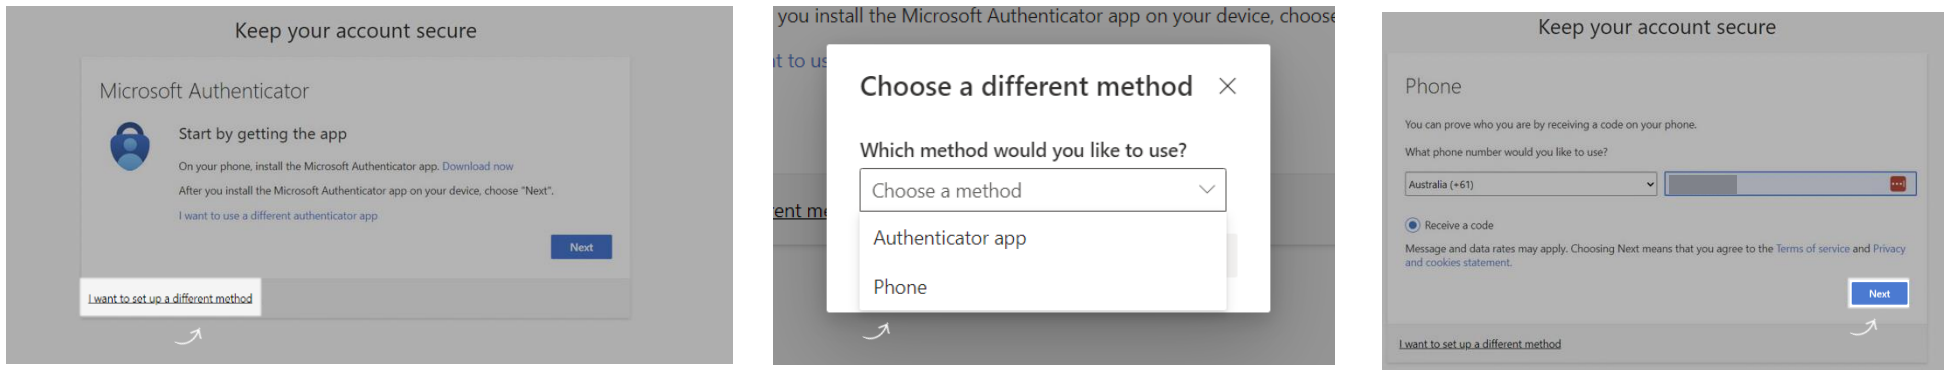 Keep your account secure
Microsoft Authenticator
Start by getting the app
On your phone, install the Microsoft Authenticator app. Download now
After you install the Microsoft Authenticator app on your device, choose "Next".
I want to use a different authenticator app
Next
I want to set up a different method
you install the Microsoft Authenticator app on your device, choose
t to us
Choose a different method
Which method would you like to use?
Choose a method
ent me
Authenticator app
Phone
Keep your account secure
Phone
You can prove who you are by receiving a code on your phone.
What phone number would you like to use?
Australia (+61)
Receive a code
Message and data rates may apply. Choosing Next means that you agree to the Terms of service and Privacy
and cookies statement.
Next
I want to set up a different method